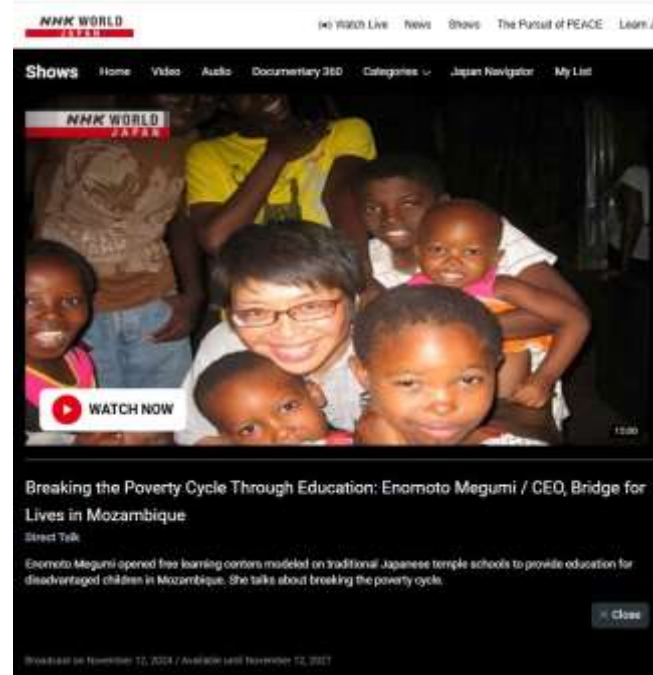 NHK WORLD
JAPAN
Watch Live News Shows The Pursuit of PEACE Learn
Shows Home Video Audio Documentary 360 Categories Japan Navigator My List
NHK WORLD
JAPAN
WATCH NOW
15:00
Breaking the Poverty Cycle Through Education: Enomoto Megumi / CEO, Bridge for
Lives in Mozambique
Direct Talk
Enomoto Megumi opened free learning centers modeled on traditional Japanese temple schools to provide education for
disadvantaged children in Mozambique. She talks about breaking the poverty cycle.
× Close
Broadcast on November 12, 2024 / Available until November 12, 2027